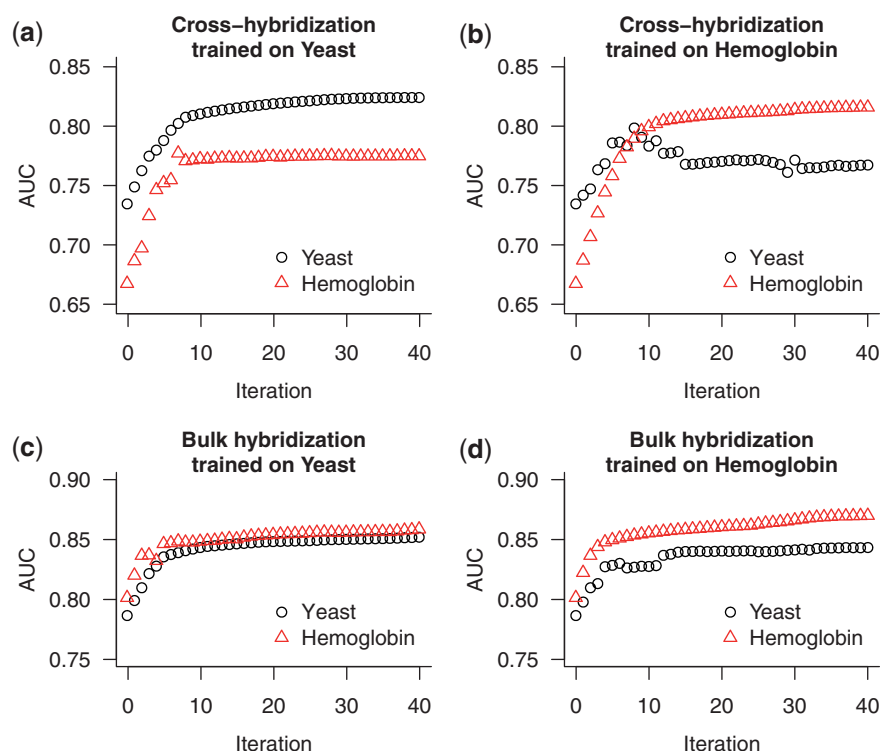 (a)
Cross−hybridization
trained on Yeast
0.85
0.80
0.75
0.70
0.65
AUC
Yeast
Hemoglobin
0 10 20 30 40
Iteration
(b)
Cross−hybridization
trained on Hemoglobin
0.85
0.80
0.75
0.70
0.65
AUC
Yeast
Hemoglobin
0 10 20 30 40
Iteration
(c)
Bulk hybridization
trained on Yeast
0.90
0.85
0.80
0.75
AUC
Yeast
Hemoglobin
0 10 20 30 40
Iteration
(d)
Bulk hybridization
trained on Hemoglobin
0.90
0.85
0.80
0.75
AUC
Yeast
Hemoglobin
0 10 20 30 40
Iteration